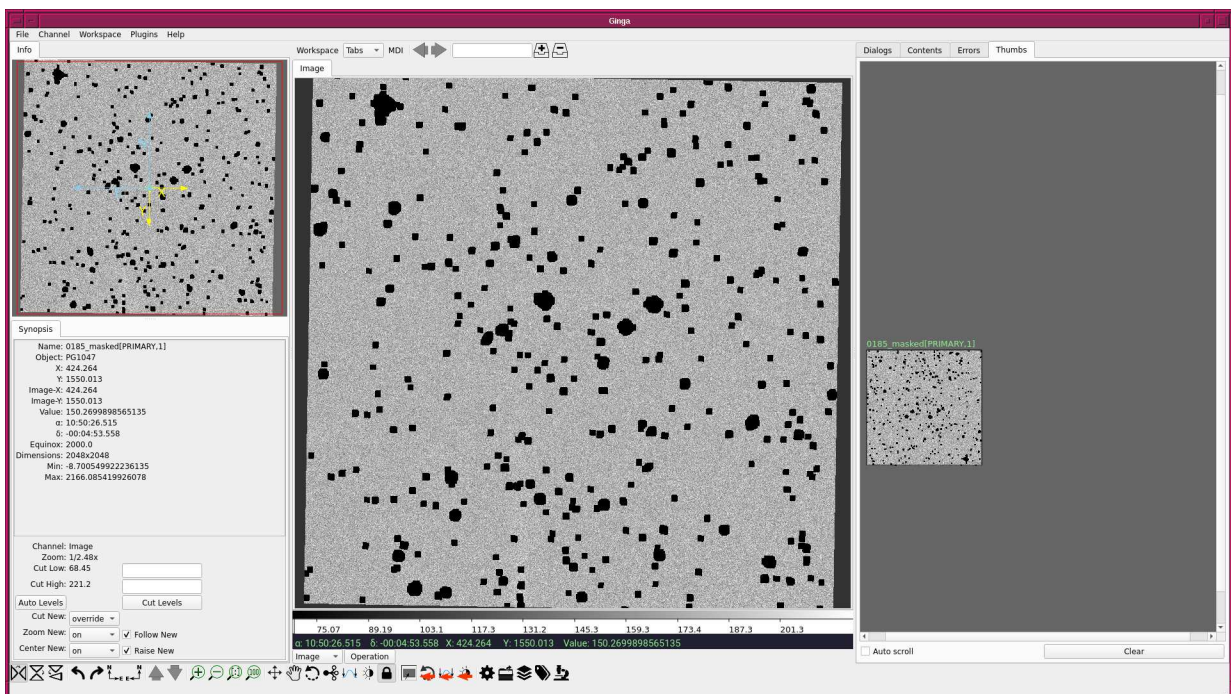 Ginga
File Channel Workspace Plugins Help
Info
Workspace Tabs MDI
Image
Dialogs Contents Errors Thumbs
X
Y
Synopsis
Name: 0185_masked[PRIMARY,1]
Object: PG1047
X: 424.264
Y: 1550.013
Image-X: 424.264
Image-Y: 1550.013
Value: 150.2699898565135
α: 10:50:26.515
δ: -00:04:53.558
Equinox: 2000.0
Dimensions: 2048x2048
Min: -8.700549922236135
Max: 2166.085419926078
Channel: Image
Zoom: 1/2.48x
Cut Low: 68.45
Cut High: 221.2
Auto Levels Cut Levels
Cut New: override
Zoom New: on Follow New
Center New: on Raise New
0185_masked[PRIMARY,1]
75.07 89.19 103.1 117.3 131.2 145.3 159.3 173.4 187.3 201.3
α: 10:50:26.515 δ: -00:04:53.558 X: 424.264 Y: 1550.013 Value: 150.2699898565135
Image Operation
Auto scroll Clear